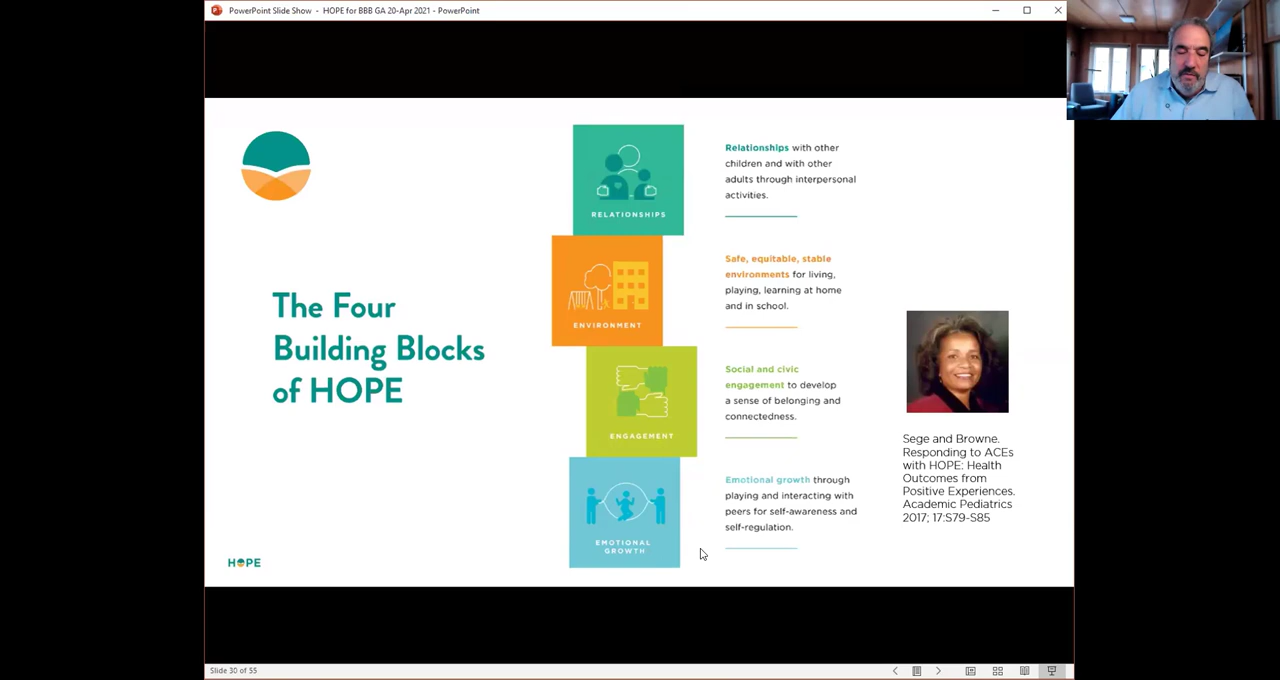 PowerPoint Slide Show - HOPE for BBB GA 20-Apr 2021 - PowerPoint
The Four
Building Blocks
of HOPE
HOPE
RELATIONSHIPS
Relationships with other
children and with other
adults through interpersonal
activities.
ENVIRONMENT
Safe, equitable, stable
environments for living,
playing, learning at home
and in school.
ENGAGEMENT
Social and civic
engagement to develop
a sense of belonging and
connectedness.
EMOTIONAL
GROWTH
Emotional growth through
playing and interacting with
peers for self-awareness and
self-regulation.
Sege and Browne.
Responding to ACEs
with HOPE: Health
Outcomes from
Positive Experiences.
Academic Pediatrics
2017; 17:S79-S85
Slide 30 of 55